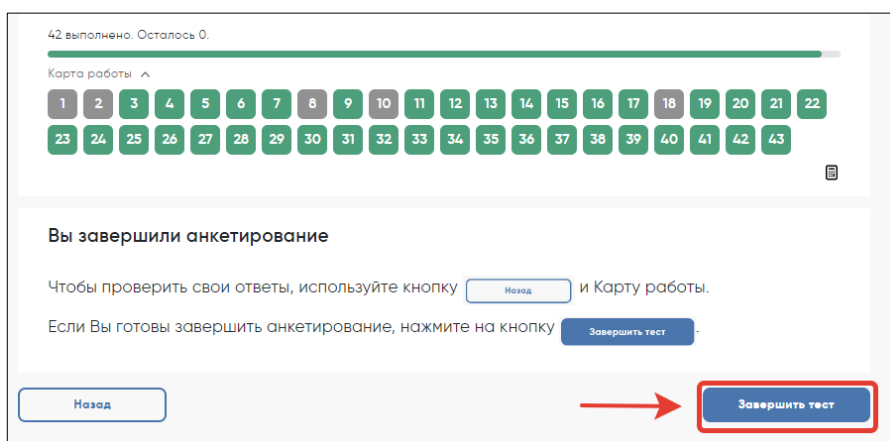 42 выполнено. Осталось 0.
Карта работы
1 2 3 4 5 6 7 8 9 10 11 12 13 14 15 16 17 18 19 20 21 22
23 24 25 26 27 28 29 30 31 32 33 34 35 36 37 38 39 40 41 42 43
Вы завершили анкетирование
Чтобы проверить свои ответы, используйте кнопку Назад и Карту работы.
Если Вы готовы завершить анкетирование, нажмите на кнопку Завершить тест .
Назад Завершить тест